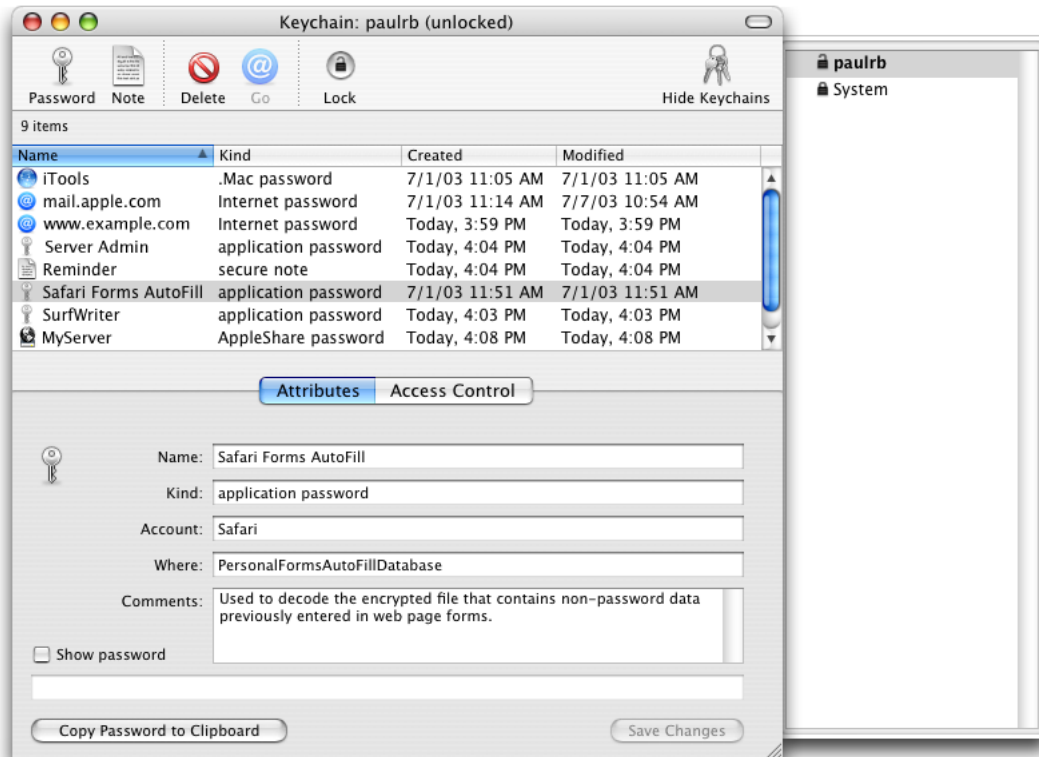 Keychain: paulrb (unlocked)
Password Note Delete Go Lock Hide Keychains
9 items
Name Kind Created Modified
iTools .Mac password 7/1/03 11:05 AM 7/1/03 11:05 AM
mail.apple.com Internet password 7/1/03 11:14 AM 7/7/03 10:54 AM
www.example.com Internet password Today, 3:59 PM Today, 3:59 PM
Server Admin application password Today, 4:04 PM Today, 4:04 PM
Reminder secure note Today, 4:04 PM Today, 4:04 PM
Safari Forms AutoFill application password 7/1/03 11:51 AM 7/1/03 11:51 AM
SurfWriter application password Today, 4:03 PM Today, 4:03 PM
MyServer AppleShare password Today, 4:08 PM Today, 4:08 PM
Attributes Access Control
Name: Safari Forms AutoFill
Kind: application password
Account: Safari
Where: PersonalFormsAutoFillDatabase
Comments: Used to decode the encrypted file that contains non-password data
previously entered in web page forms.
Show password
Copy Password to Clipboard Save Changes
paulrb
System